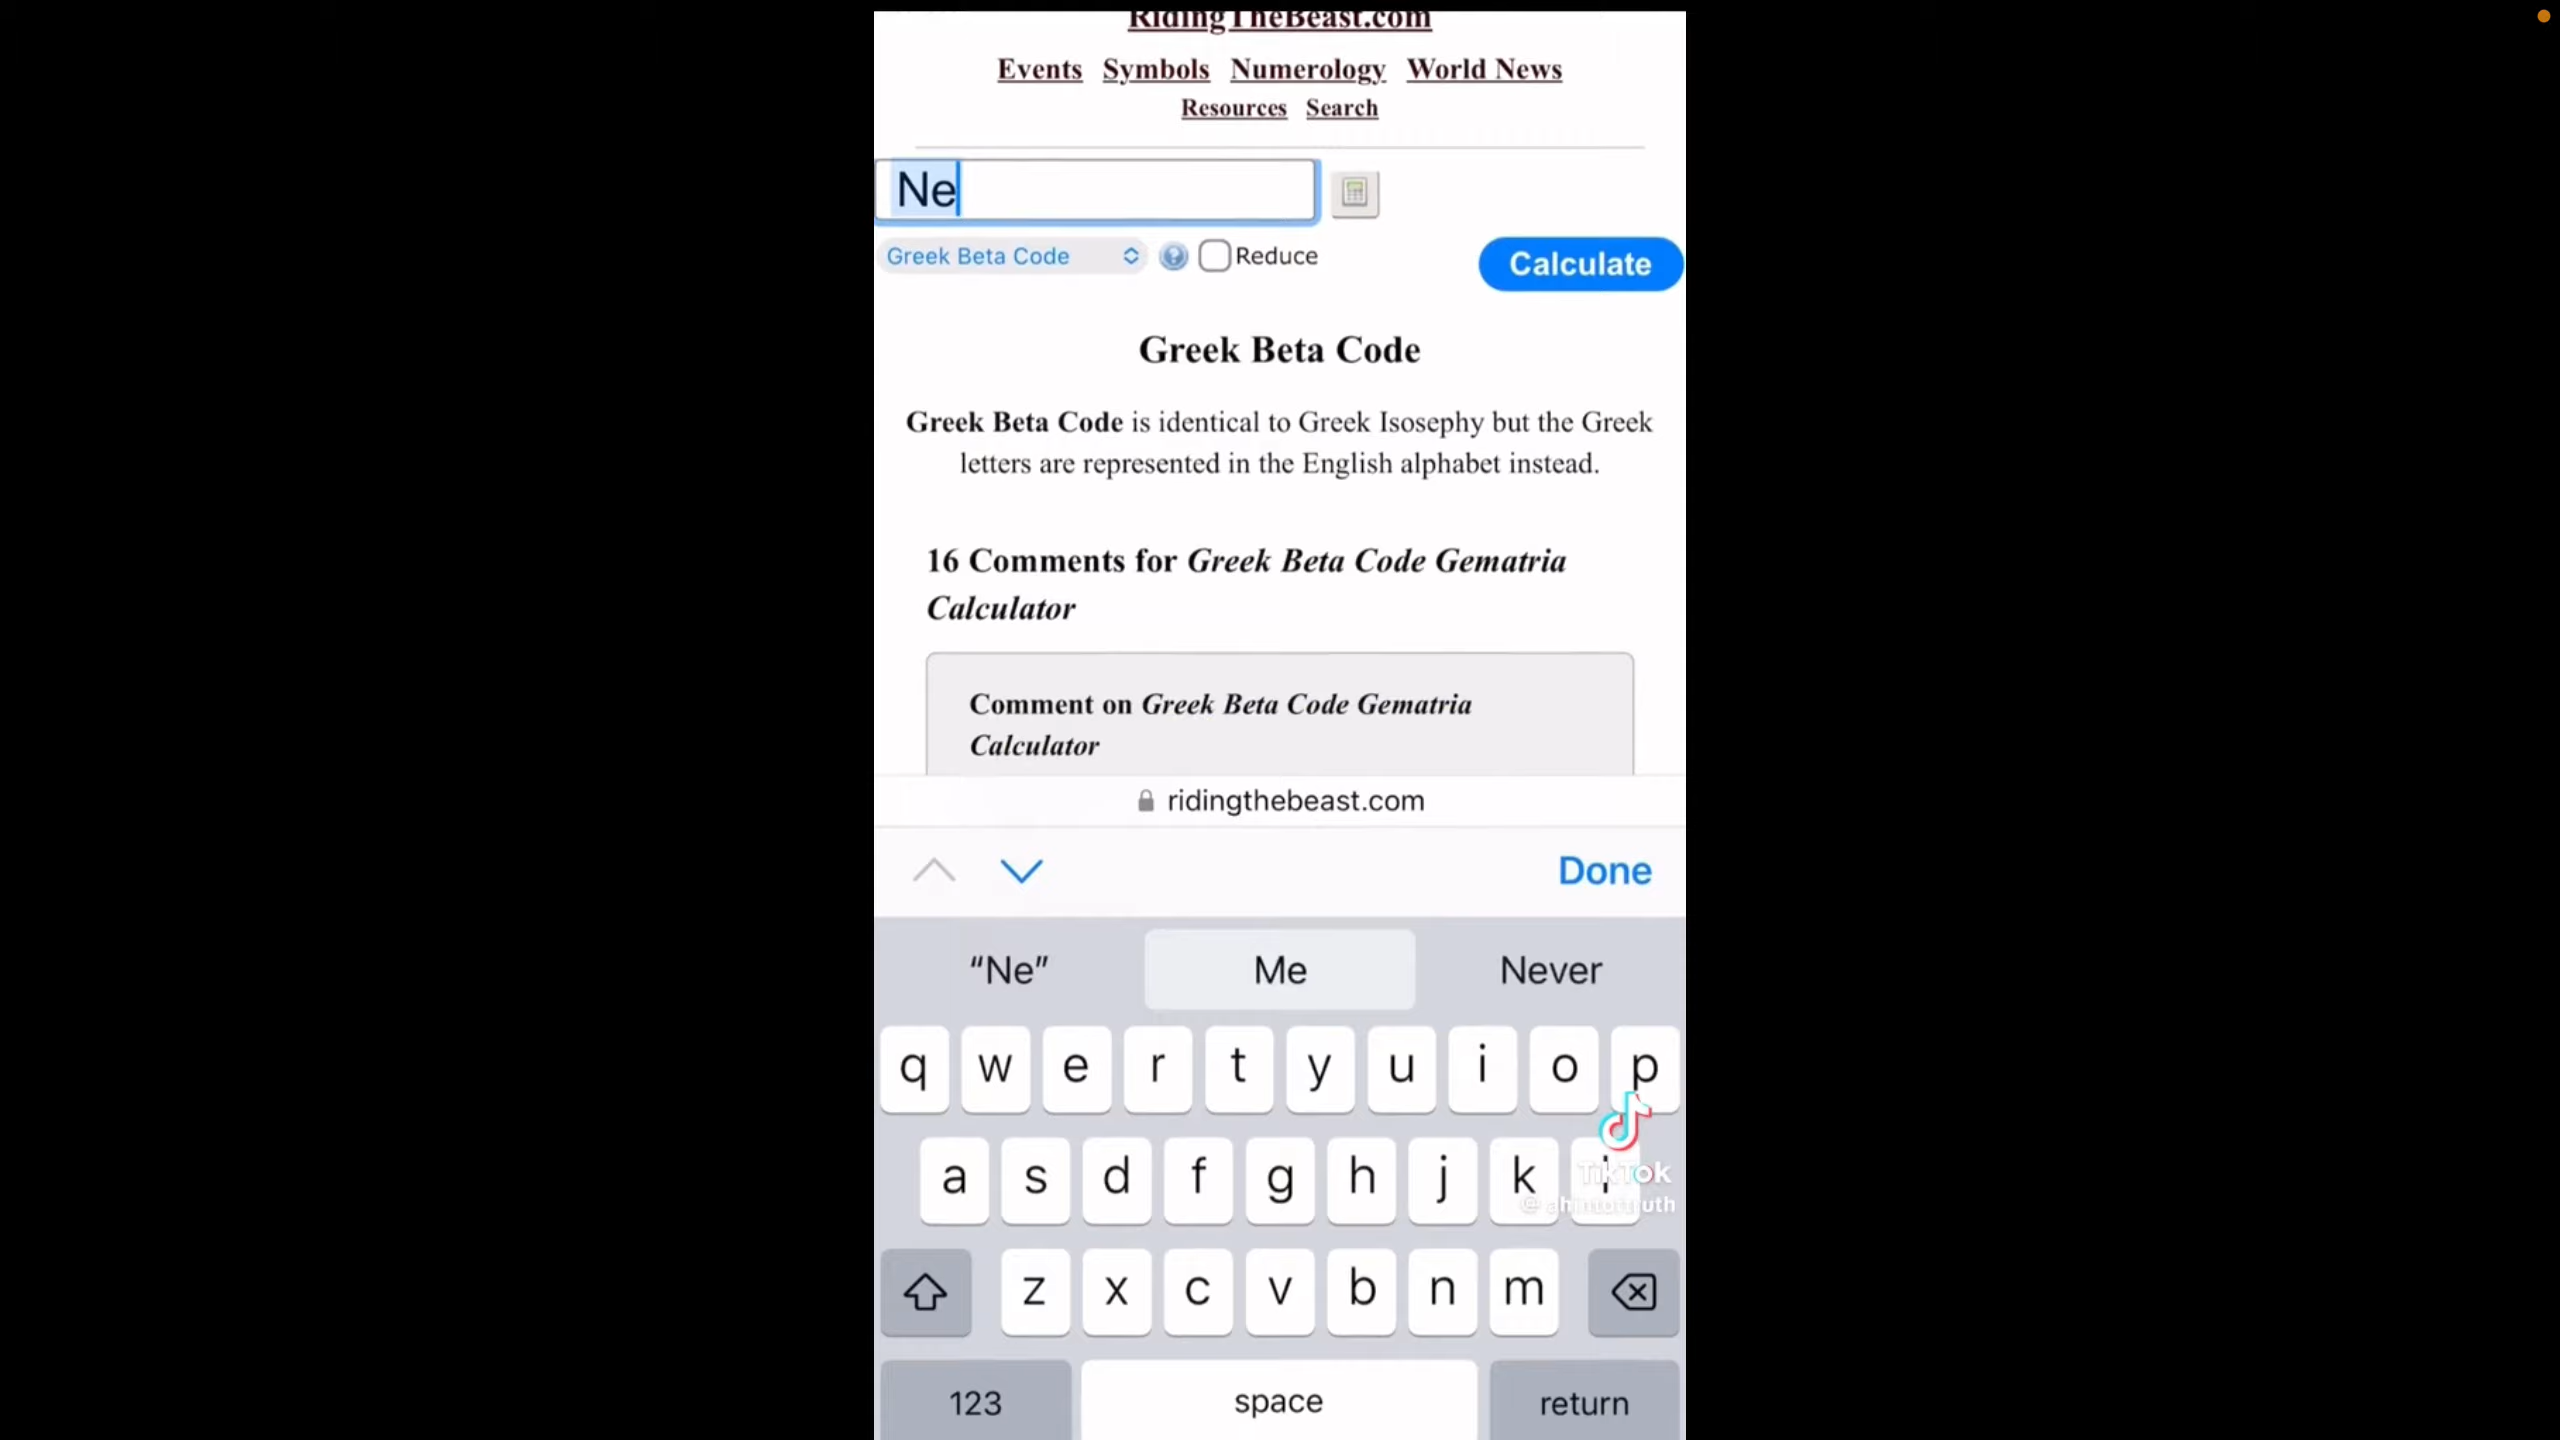 RidingTheBeast.com
Events Symbols Numerology World News
Resources Search
Ne
Greek Beta Code ? Reduce
Calculate
Greek Beta Code
Greek Beta Code is identical to Greek Isosephy but the Greek
letters are represented in the English alphabet instead.
16 Comments for Greek Beta Code Gematria
Calculator
Comment on Greek Beta Code Gematria
Calculator
ridingthebeast.com
Done
“Ne” Me Never
q w e r t y u i o p
a s d f g h j k l
TikTok
@ahintoftruth
z x c v b n m
123 space return